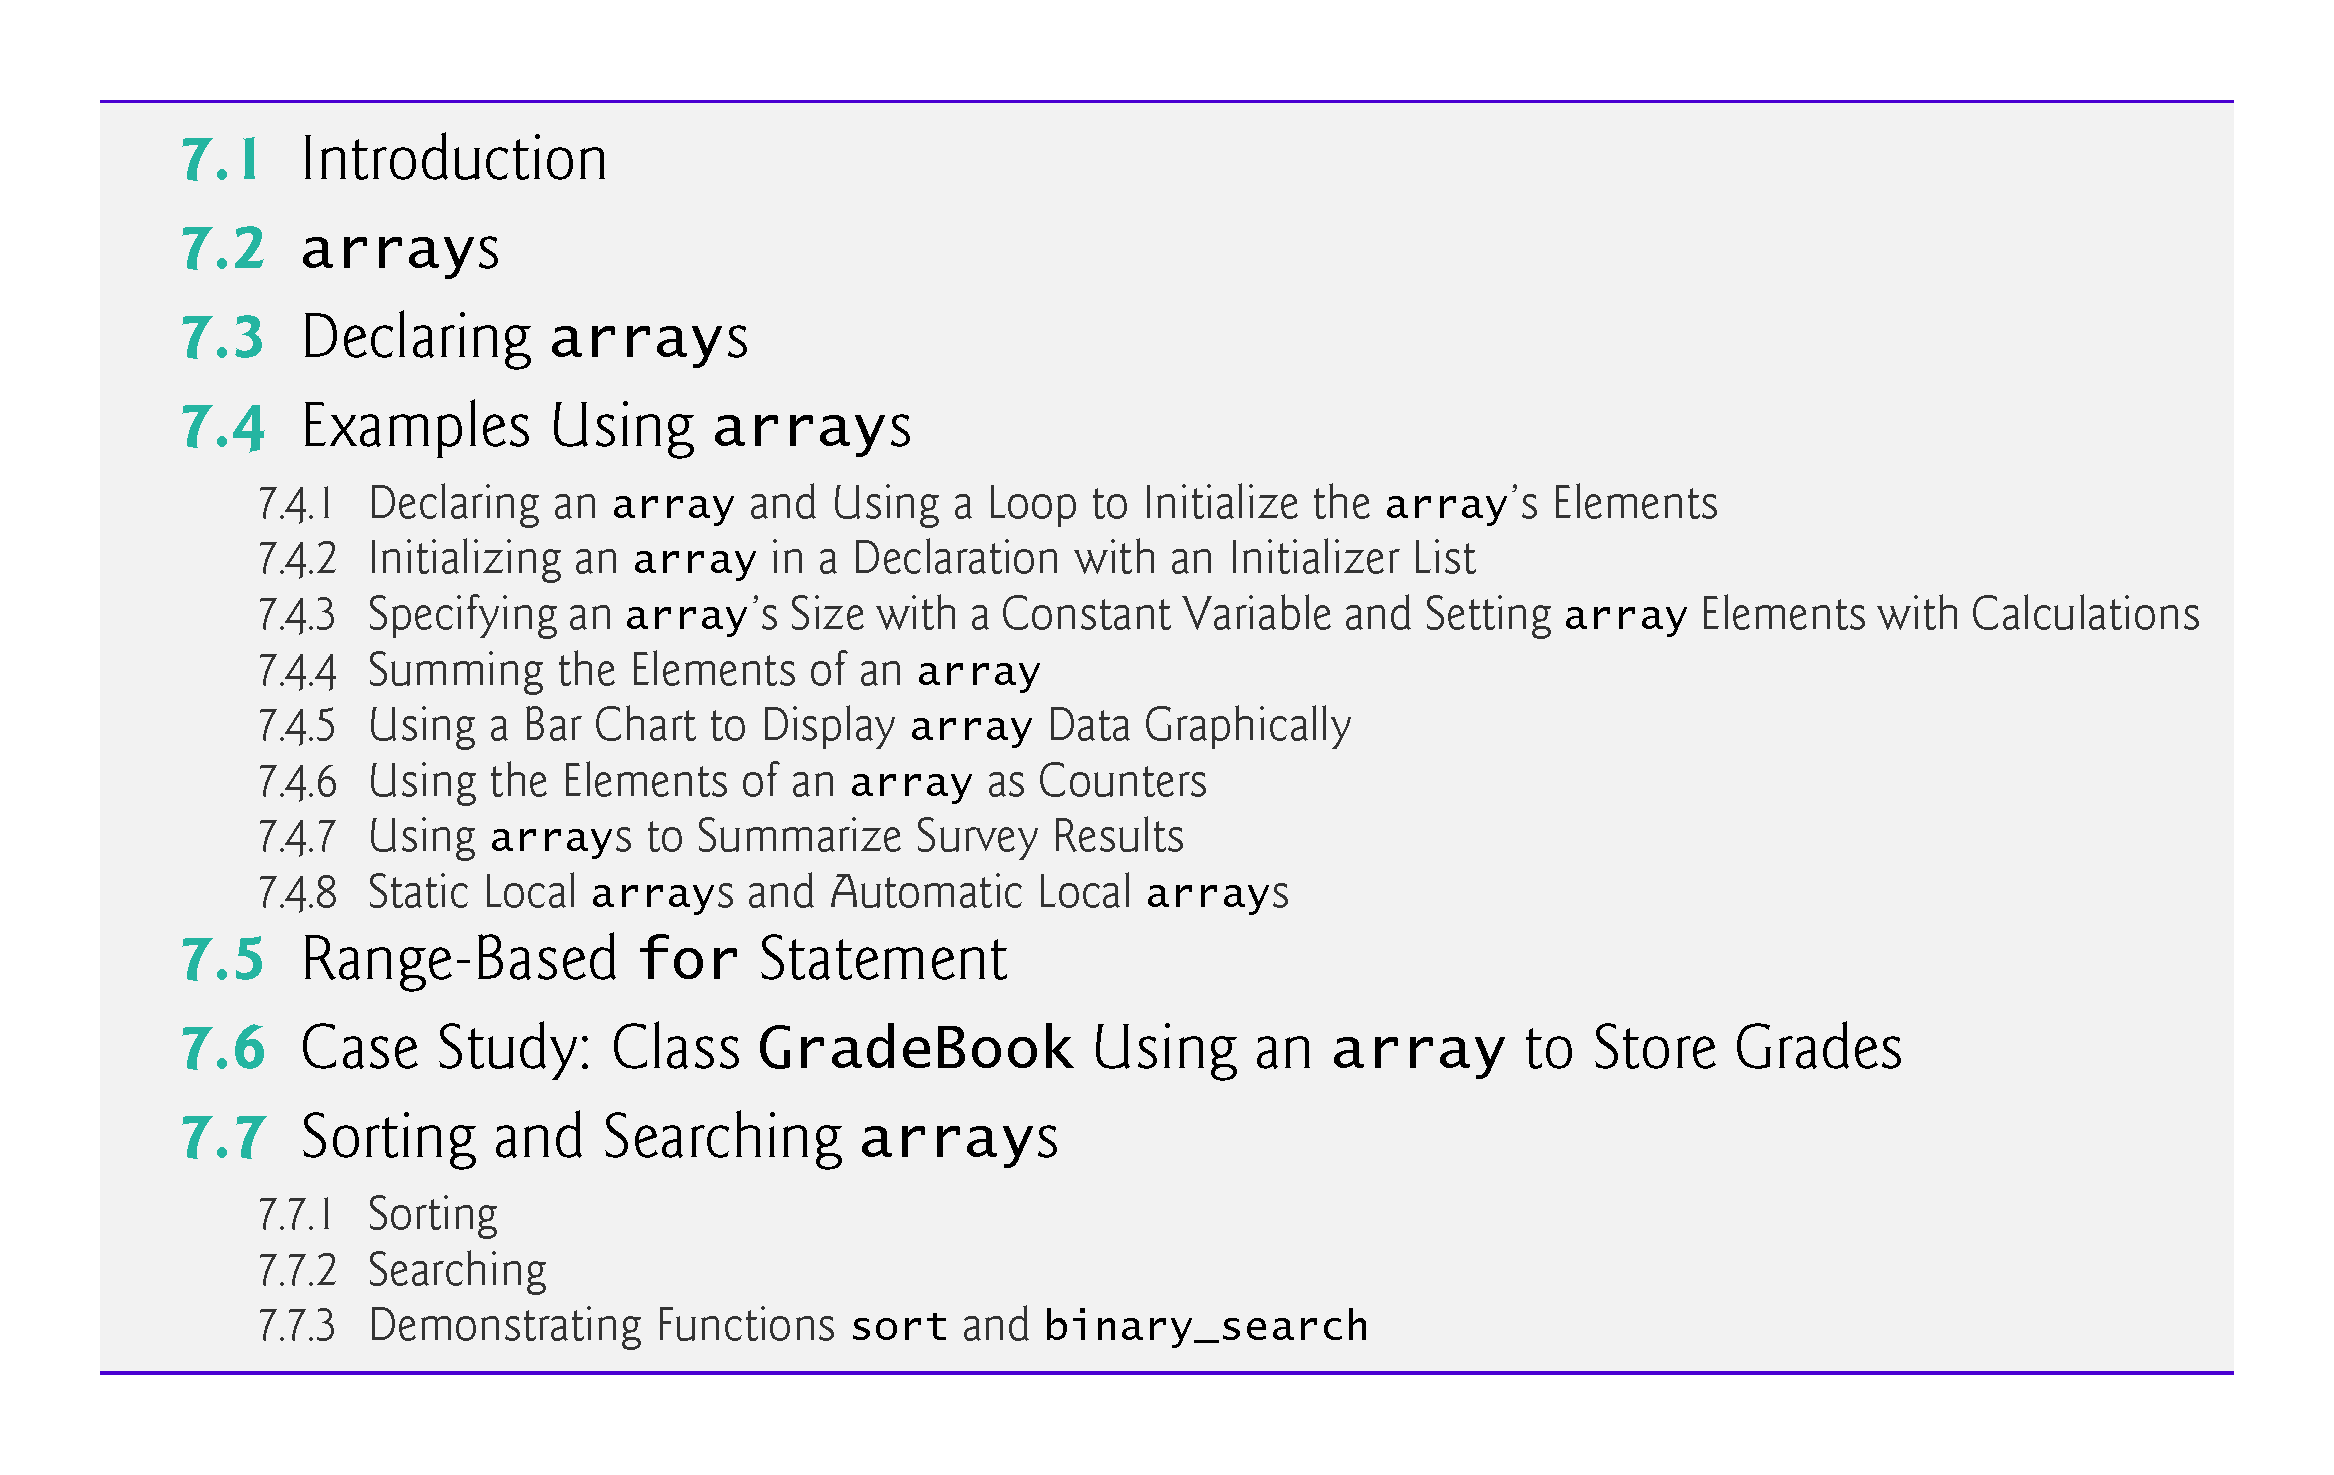 7.1 Introduction
7.2 arrays
7.3 Declaring arrays
7.4 Examples Using arrays
7.4.1 Declaring an array and Using a Loop to Initialize the array’s Elements
7.4.2 Initializing an array in a Declaration with an Initializer List
7.4.3 Specifying an array’s Size with a Constant Variable and Setting array Elements with Calculations
7.4.4 Summing the Elements of an array
7.4.5 Using a Bar Chart to Display array Data Graphically
7.4.6 Using the Elements of an array as Counters
7.4.7 Using arrays to Summarize Survey Results
7.4.8 Static Local arrays and Automatic Local arrays
7.5 Range-Based for Statement
7.6 Case Study: Class GradeBook Using an array to Store Grades
7.7 Sorting and Searching arrays
7.7.1 Sorting
7.7.2 Searching
7.7.3 Demonstrating Functions sort and binary_search